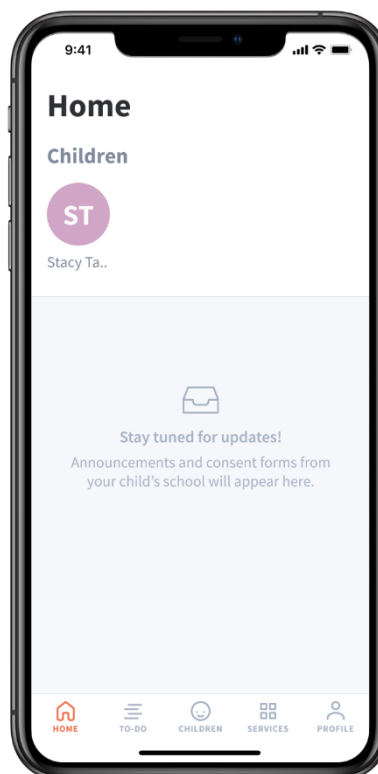 9:41
Home
Children
ST
Stacy Ta..
Stay tuned for updates!
Announcements and consent forms from
your child's school will appear here.
HOME TO-DO CHILDREN SERVICES PROFILE